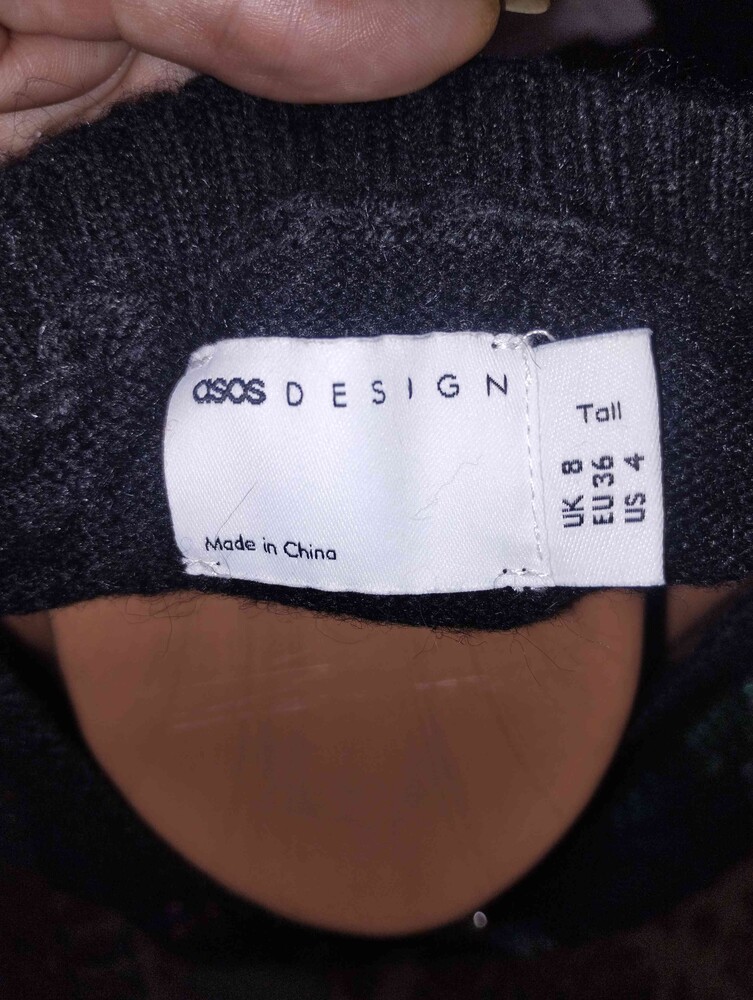 asos DESIGN
Made in China
Tall
UK 8
EU 36
US 4